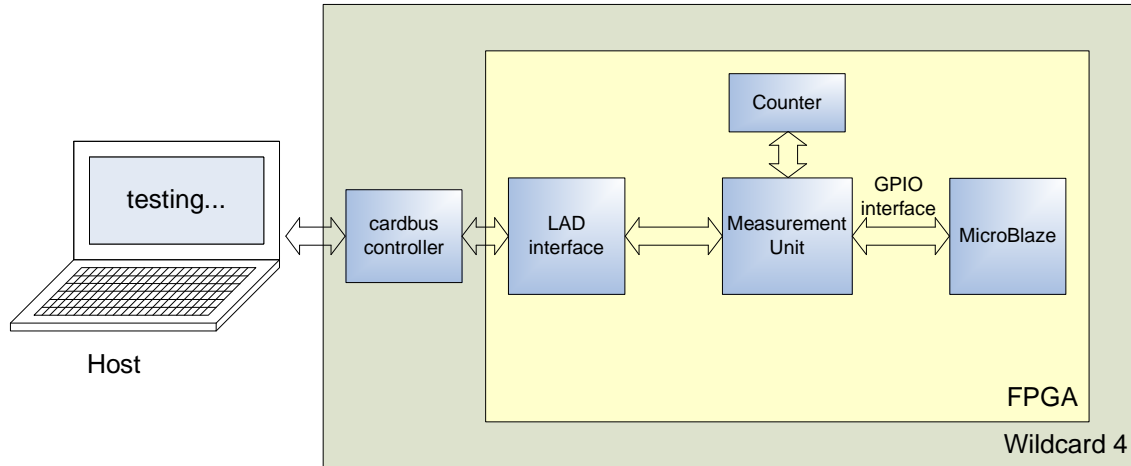 Counter
testing...
cardbus
controller
LAD
interface
Measurement
Unit
GPIO
interface
MicroBlaze
Host
FPGA
Wildcard 4